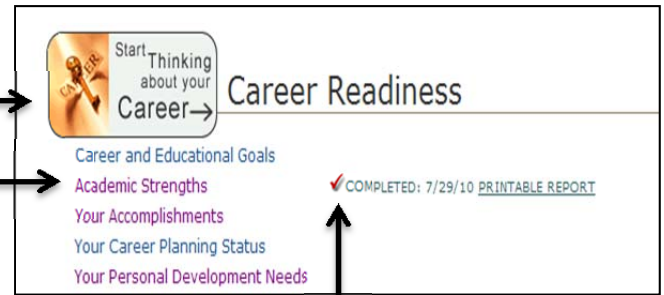 Start Thinking
about your
Career→
CAREER
Career Readiness
Career and Educational Goals
Academic Strengths
COMPLETED: 7/29/10 PRINTABLE REPORT
Your Accomplishments
Your Career Planning Status
Your Personal Development Needs